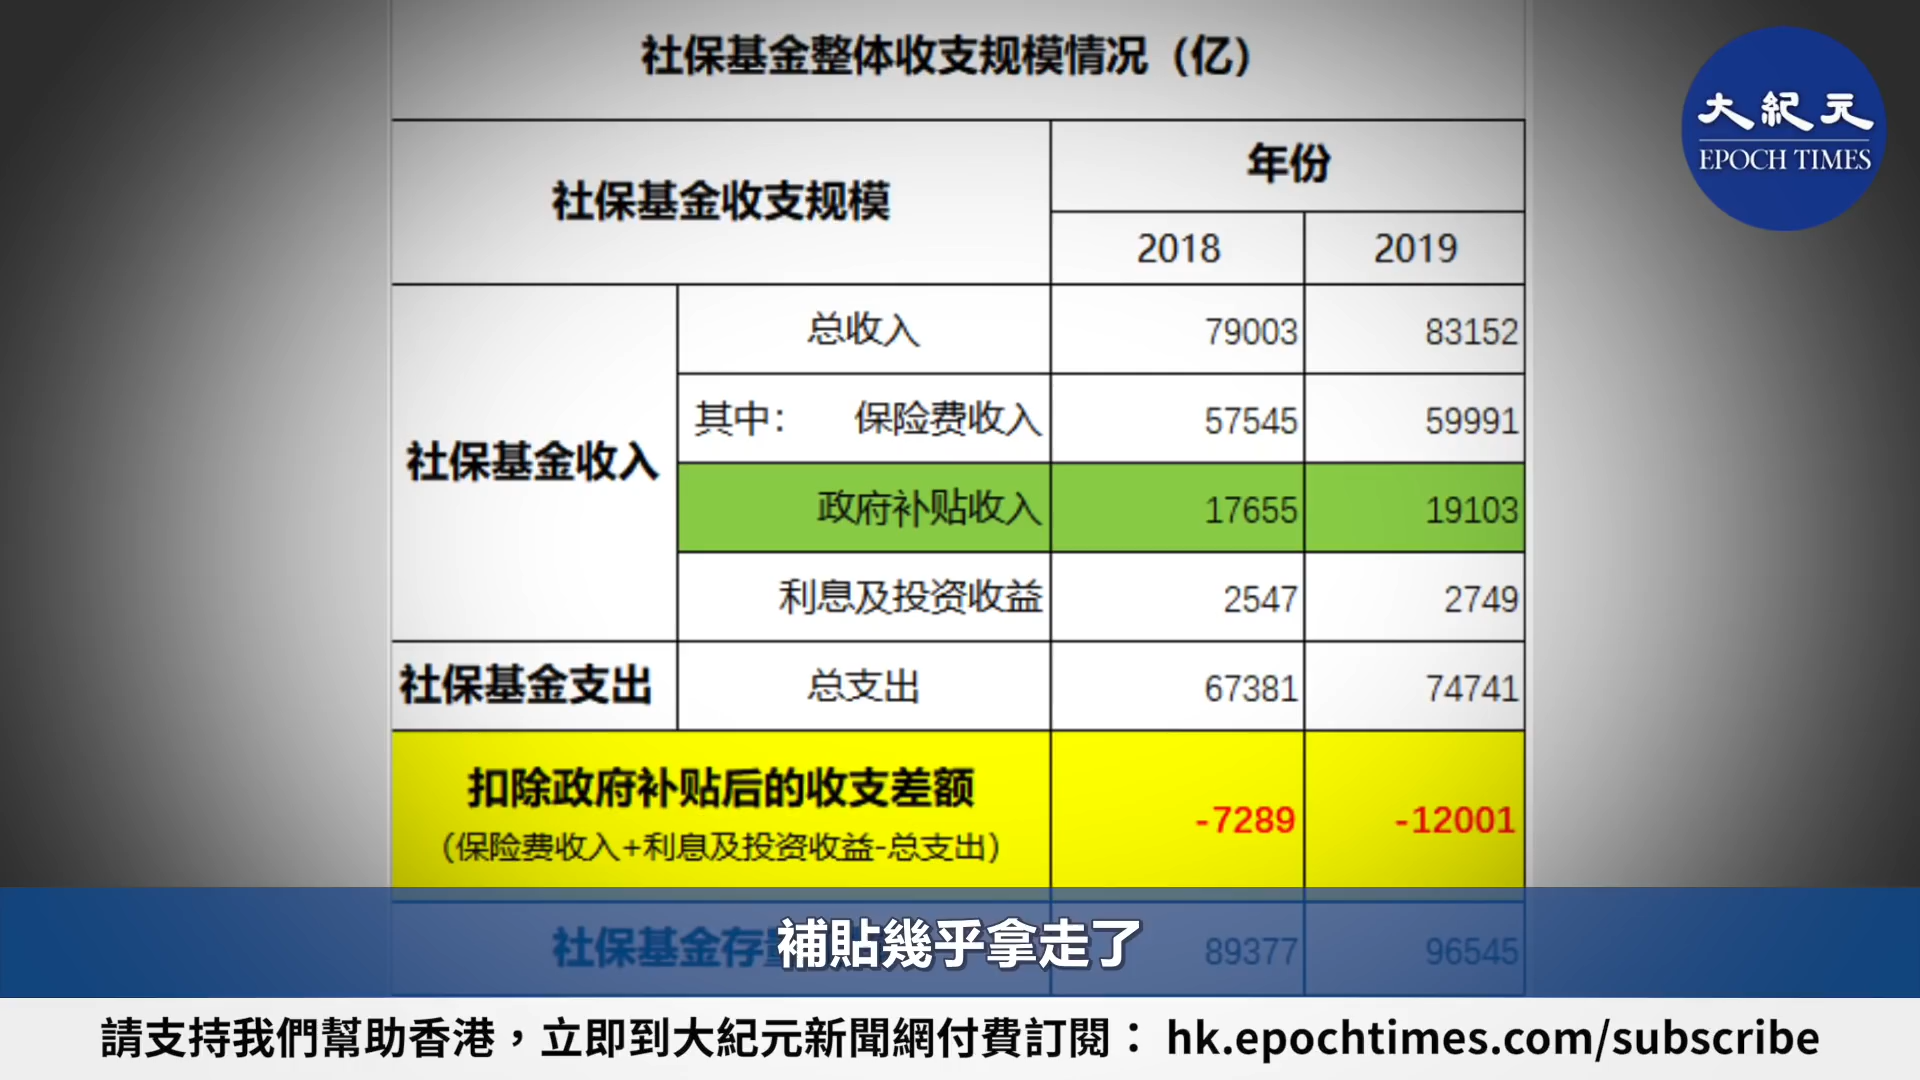 社保基金整体收支规模情况（亿）
大紀元
EPOCH TIMES
社保基金收支规模
年份
2018 2019
社保基金收入
总收入 79003 83152
其中： 保险费收入 57545 59991
政府补贴收入 17655 19103
利息及投资收益 2547 2749
社保基金支出 总支出 67381 74741
扣除政府补贴后的收支差额 -7289 -12001
（保险费收入+利息及投资收益-总支出）
社保基金存 89377 96545
補貼幾乎拿走了
請支持我們幫助香港，立即到大紀元新聞網付費訂閱： hk.epochtimes.com/subscribe